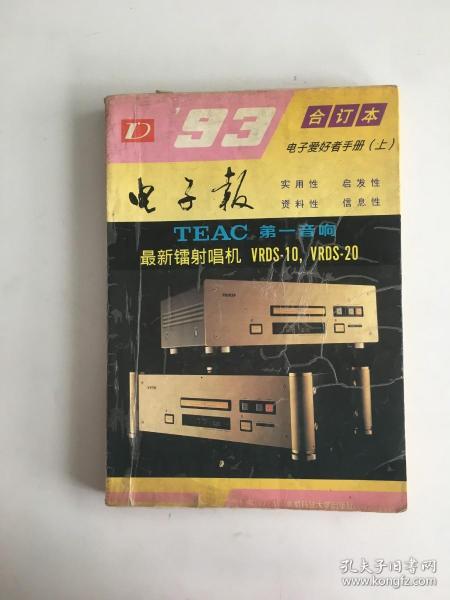 '93
合订本
电子爱好者手册(上)
电子报
实用性 启发性
资料性 信息性
TEAC 第一音响
最新镭射唱机 VRDS-10, VRDS-20
孔夫子旧书网
www.kongfz.com